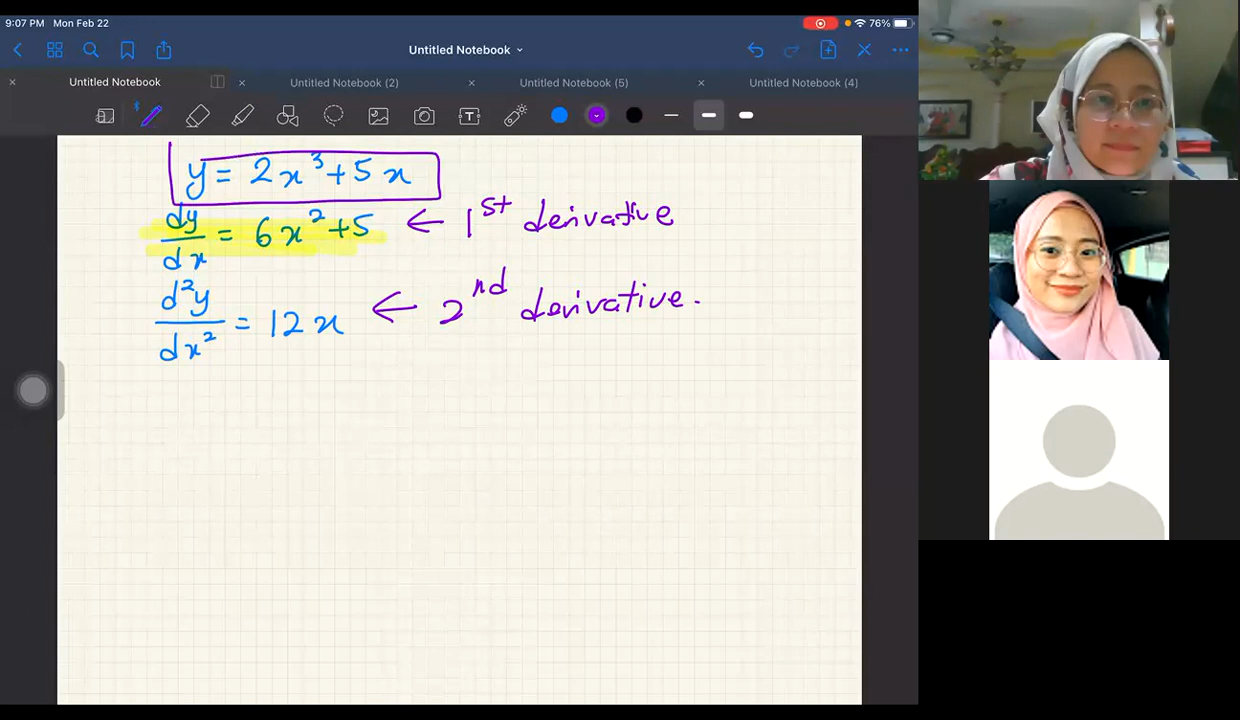 9:07 PM Mon Feb 22
76%
Untitled Notebook
Untitled Notebook
Untitled Notebook (2)
Untitled Notebook (5)
Untitled Notebook (4)
y = 2x³+5x
dy/dx = 6x²+5 ← 1st derivative
d²y/dx² = 12x ← 2nd derivative.